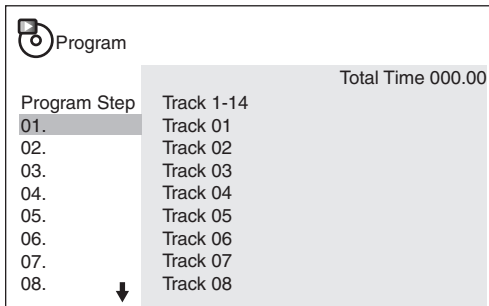 Program
Total Time 000.00
Program Step Track 1-14
01. Track 01
02. Track 02
03. Track 03
04. Track 04
05. Track 05
06. Track 06
07. Track 07
08. Track 08